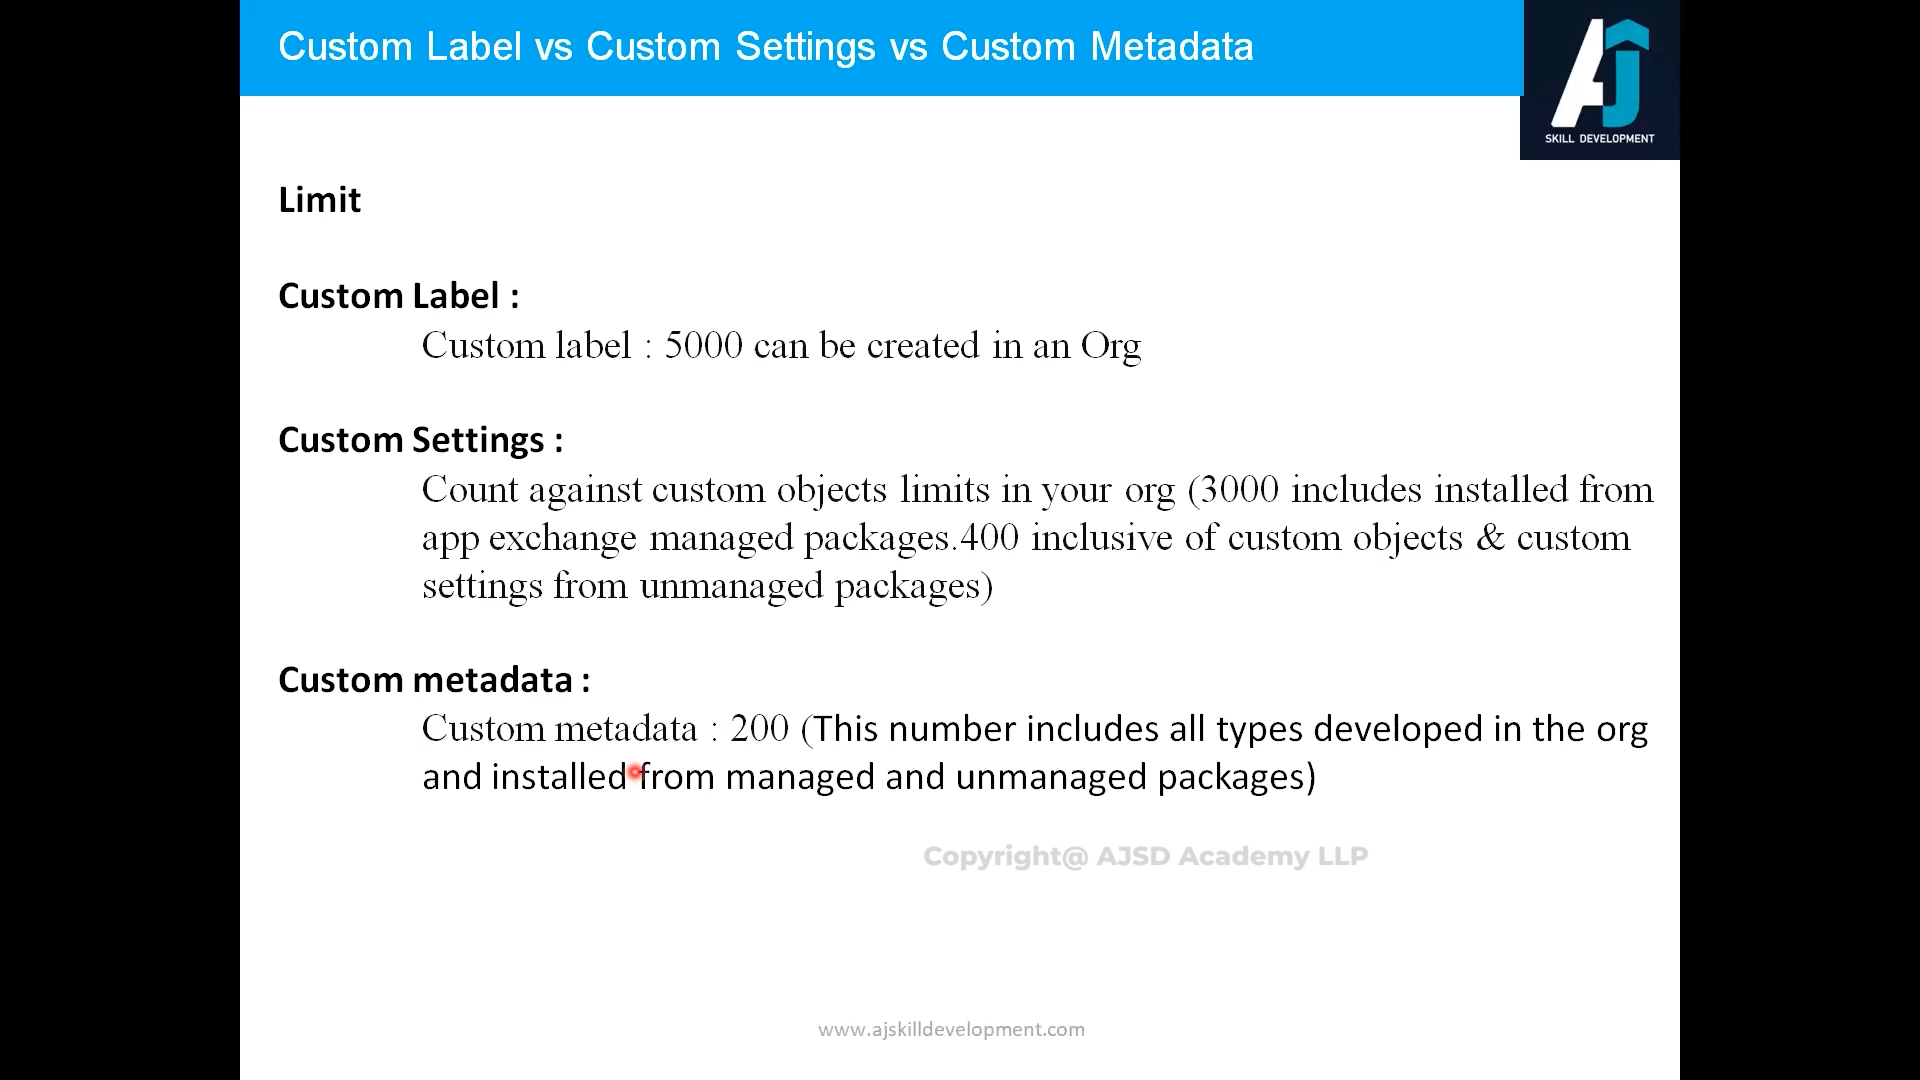 Custom Label vs Custom Settings vs Custom Metadata
AJ
SKILL DEVELOPMENT
Limit
Custom Label :
Custom label : 5000 can be created in an Org
Custom Settings :
Count against custom objects limits in your org (3000 includes installed from
app exchange managed packages.400 inclusive of custom objects & custom
settings from unmanaged packages)
Custom metadata :
Custom metadata : 200 (This number includes all types developed in the org
and installed from managed and unmanaged packages)
Copyright@ AJSD Academy LLP
www.ajskilldevelopment.com